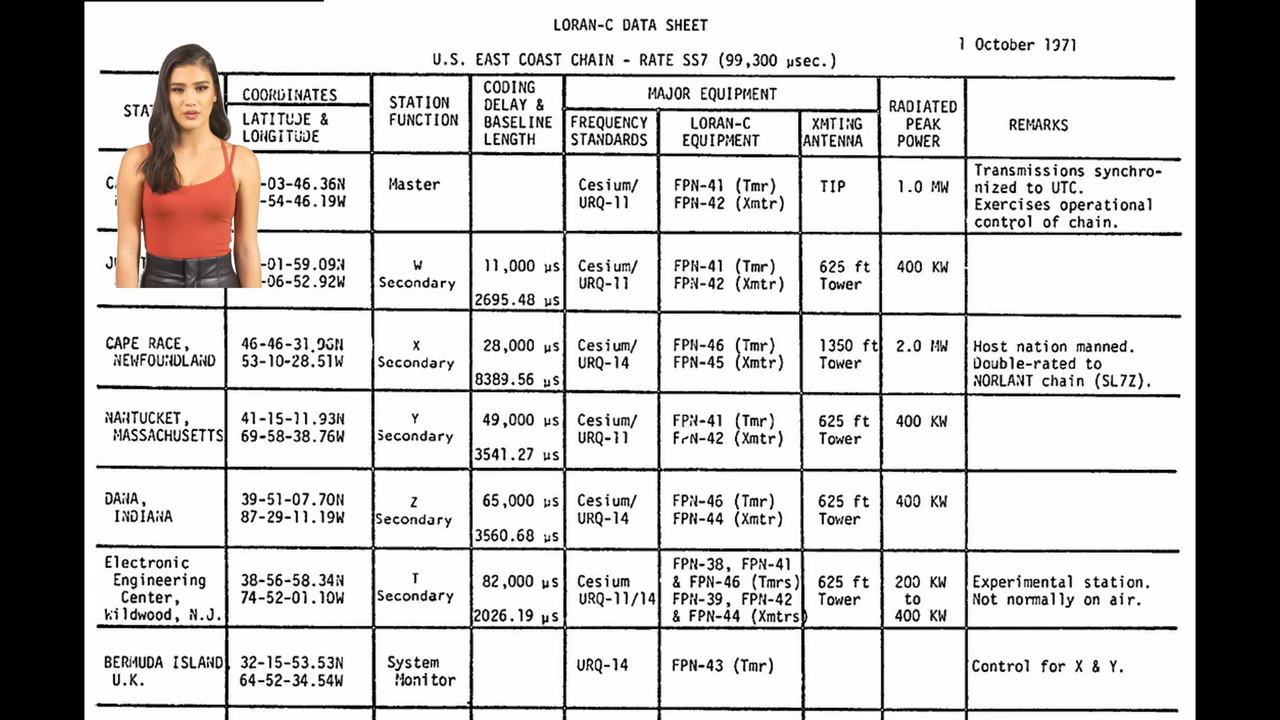 LORAN-C DATA SHEET
1 October 1971
U.S. EAST COAST CHAIN - RATE SS7 (99,300 µsec.)
COORDINATES
LATITUDE &
LONGITUDE
STATION
FUNCTION
CODING
DELAY &
BASELINE
LENGTH
MAJOR EQUIPMENT
FREQUENCY
STANDARDS
LORAN-C
EQUIPMENT
XMTING
ANTENNA
RADIATED
PEAK
POWER
REMARKS
-03-46.36N
-54-46.19W
Master
Cesium/
URQ-11
FPN-41 (Tmr)
FPN-42 (Xmtr)
TIP
1.0 MW
Transmissions synchro-
nized to UTC.
Exercises operational
control of chain.
-01-59.09N
-06-52.92W
W
Secondary
11,000 µs
2695.48 µs
Cesium/
URQ-11
FPN-41 (Tmr)
FPN-42 (Xmtr)
625 ft
Tower
400 KW
CAPE RACE,
NEWFOUNDLAND
46-46-31.96N
53-10-28.51W
X
Secondary
28,000 µs
8389.56 µs
Cesium/
URQ-14
FPN-46 (Tmr)
FPN-45 (Xmtr)
1350 ft
Tower
2.0 MW
Host nation manned.
Double-rated to
NORLANT chain (SL7Z).
NANTUCKET,
MASSACHUSETTS
41-15-11.93N
69-58-38.76W
Y
Secondary
49,000 µs
3541.27 µs
Cesium/
URQ-11
FPN-41 (Tmr)
FPN-42 (Xmtr)
625 ft
Tower
400 KW
DANA,
INDIANA
39-51-07.70N
87-29-11.19W
Z
Secondary
65,000 µs
3560.68 µs
Cesium/
URQ-14
FPN-46 (Tmr)
FPN-44 (Xmtr)
625 ft
Tower
400 KW
Electronic
Engineering
Center,
Wildwood, N.J.
38-56-58.34N
74-52-01.10W
T
Secondary
82,000 µs
2026.19 µs
Cesium
URQ-11/14
FPN-38, FPN-41
& FPN-46 (Tmrs)
FPN-39, FPN-42
& FPN-44 (Xmtrs)
625 ft
Tower
200 KW
to
400 KW
Experimental station.
Not normally on air.
BERMUDA ISLAND
U.K.
32-15-53.53N
64-52-34.54W
System
Monitor
URQ-14
FPN-43 (Tmr)
Control for X & Y.